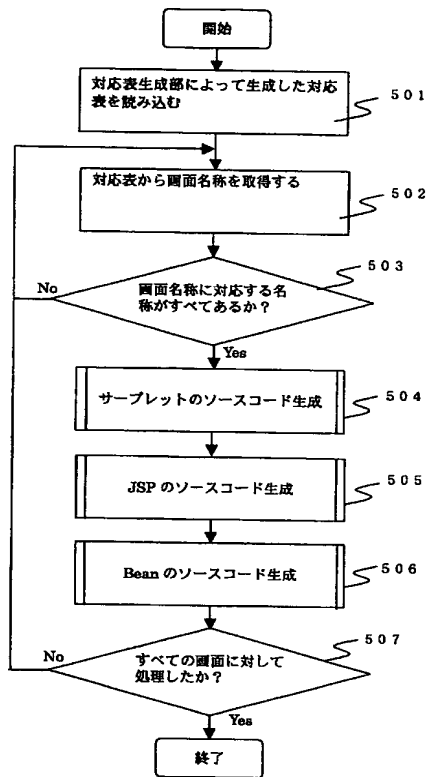 開始
対応表生成部によって生成した対応
表を読み込む
５０１
対応表から画面名称を取得する
５０２
５０３
No
画面名称に対応する名
称がすべてあるか？
Yes
サーブレットのソースコード生成
５０４
JSP のソースコード生成
５０５
Bean のソースコード生成
５０６
５０７
No
すべての画面に対して
処理したか？
Yes
終了